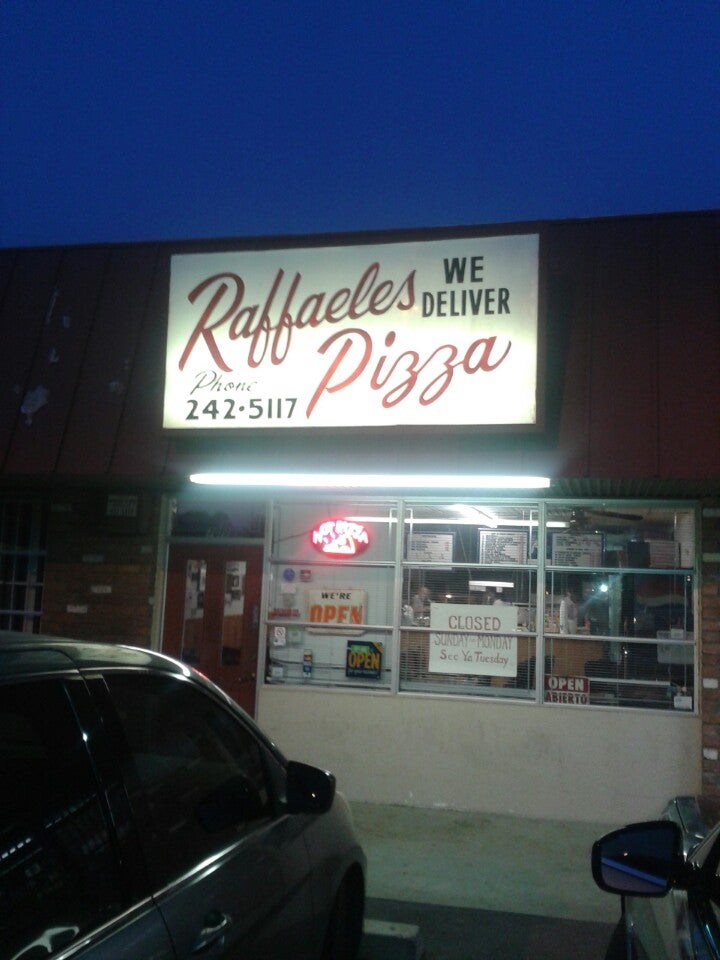 Raffaeles
Pizza
WE
DELIVER
Phone
242-5117
WE'RE
OPEN
OPEN
CLOSED
SUNDAY - MONDAY
See Ya Tuesday
OPEN
ABIERTO